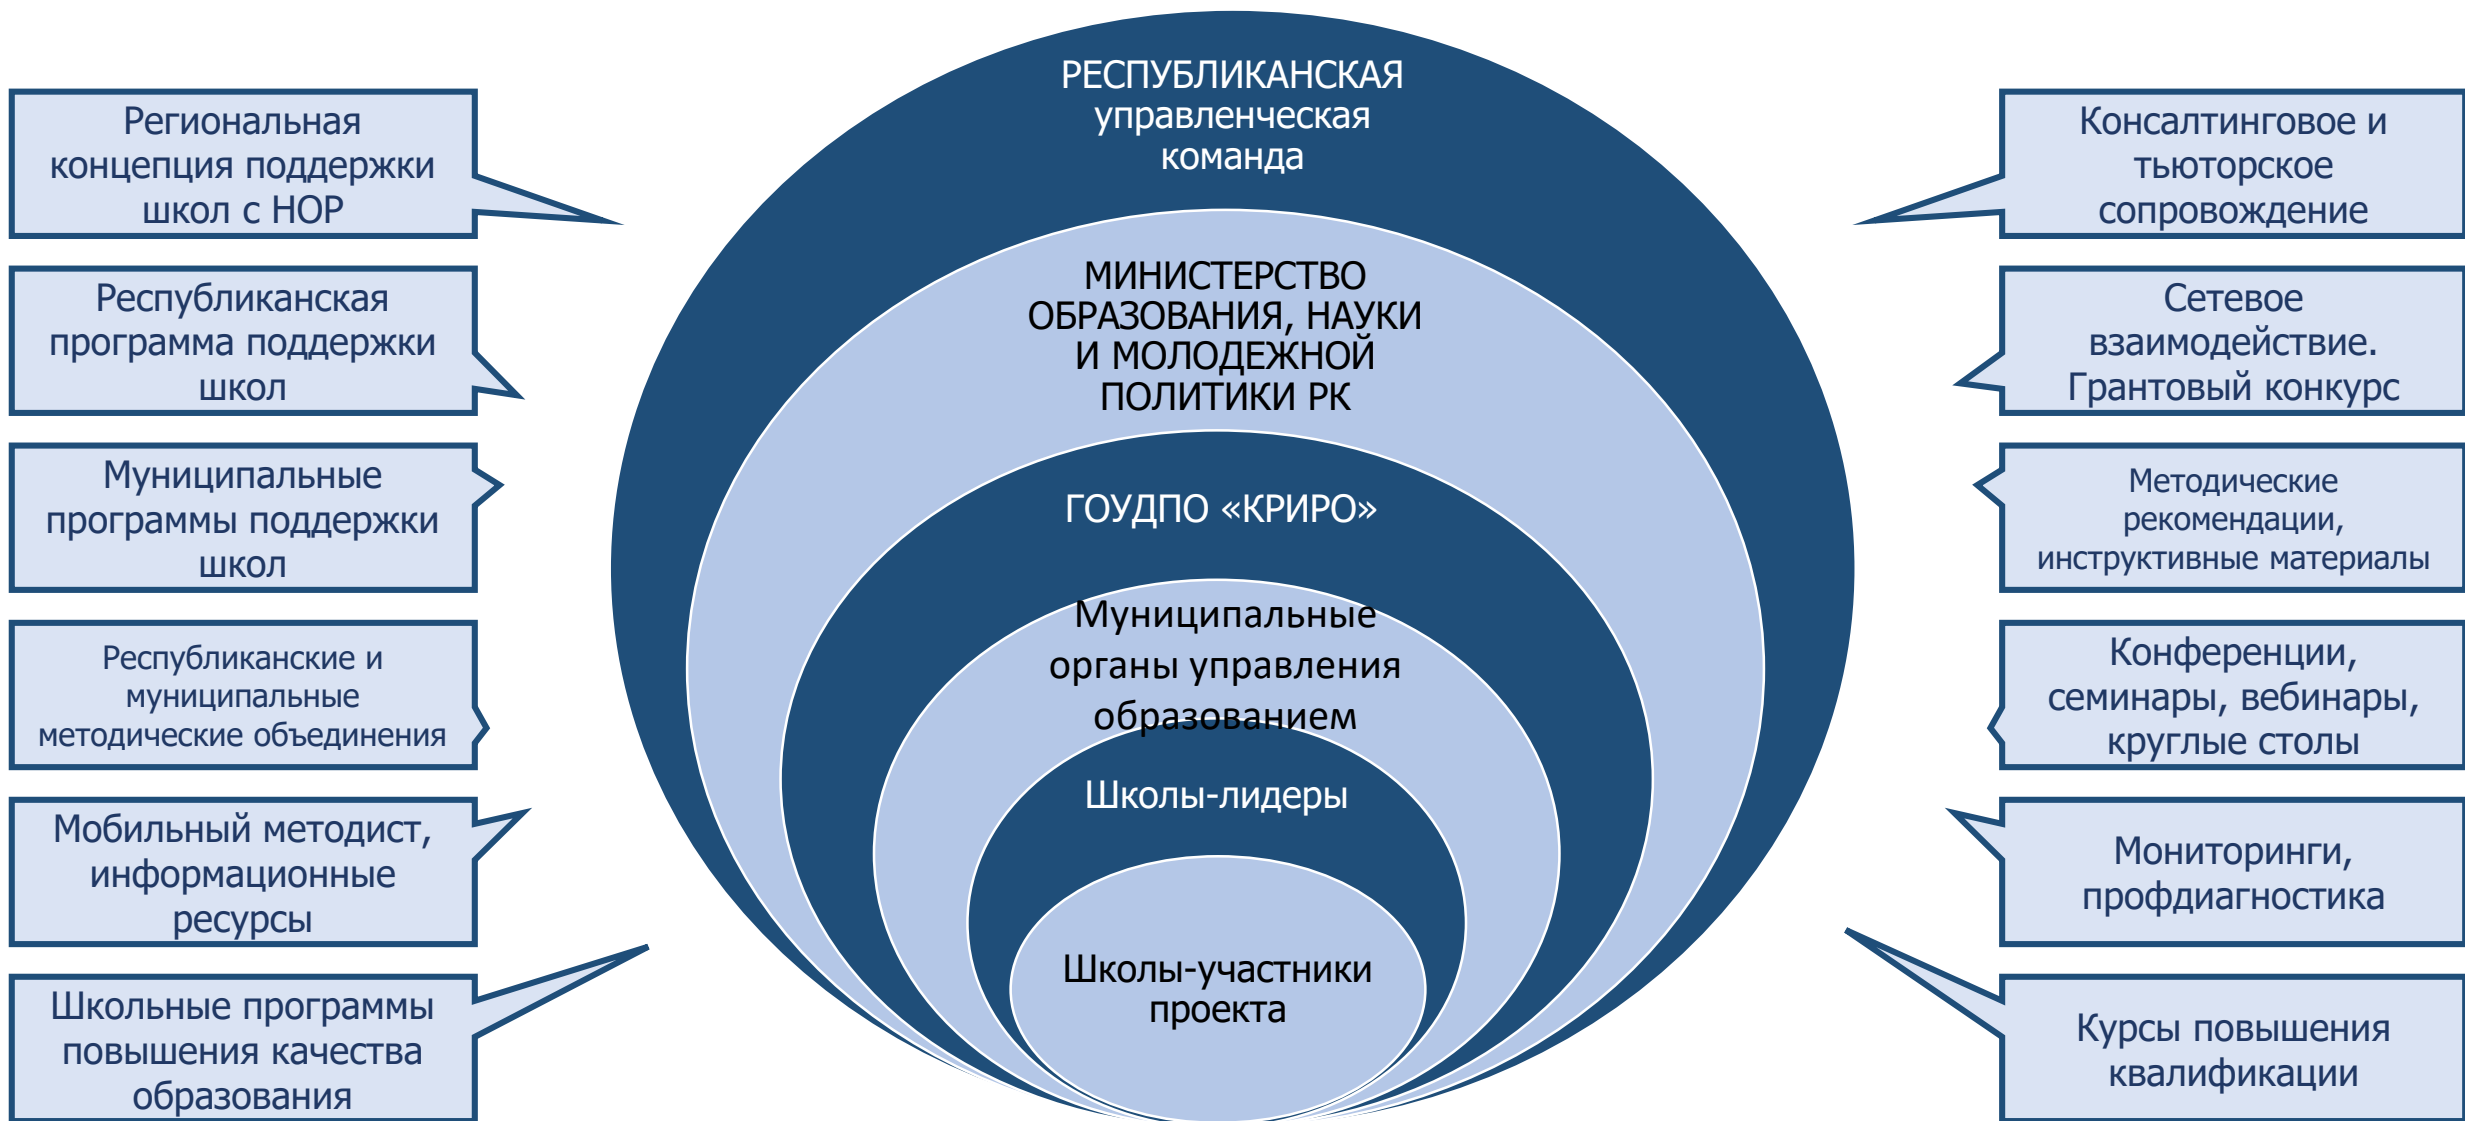 Региональная
концепция поддержки
школ с НОР
Республиканская
программа поддержки
школ
Муниципальные
программы поддержки
школ
Республиканские и
муниципальные
методические объединения
Мобильный методист,
информационные
ресурсы
Школьные программы
повышения качества
образования
РЕСПУБЛИКАНСКАЯ
управленческая
команда
МИНИСТЕРСТВО
ОБРАЗОВАНИЯ, НАУКИ
И МОЛОДЕЖНОЙ
ПОЛИТИКИ РК
ГОУДПО «КРИРО»
Муниципальные
органы управления
образованием
Школы-лидеры
Школы-участники
проекта
Консалтинговое и
тьюторское
сопровождение
Сетевое
взаимодействие.
Грантовый конкурс
Методические
рекомендации,
инструктивные материалы
Конференции,
семинары, вебинары,
круглые столы
Мониторинги,
профдиагностика
Курсы повышения
квалификации